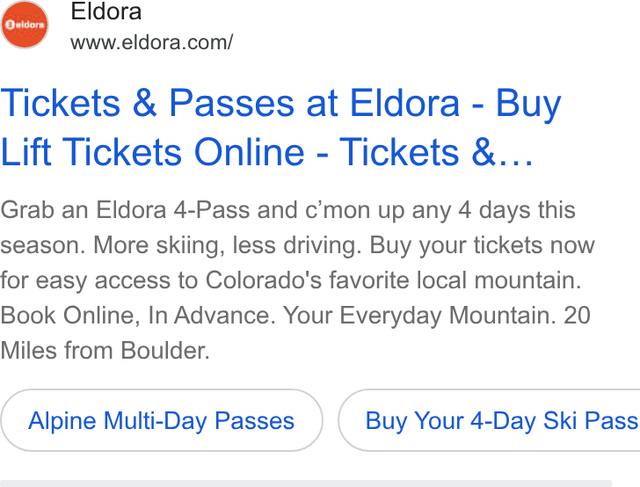 eldora
Eldora
www.eldora.com/
Tickets & Passes at Eldora - Buy
Lift Tickets Online - Tickets &...
Grab an Eldora 4-Pass and c’mon up any 4 days this
season. More skiing, less driving. Buy your tickets now
for easy access to Colorado's favorite local mountain.
Book Online, In Advance. Your Everyday Mountain. 20
Miles from Boulder.
Alpine Multi-Day Passes
Buy Your 4-Day Ski Pass